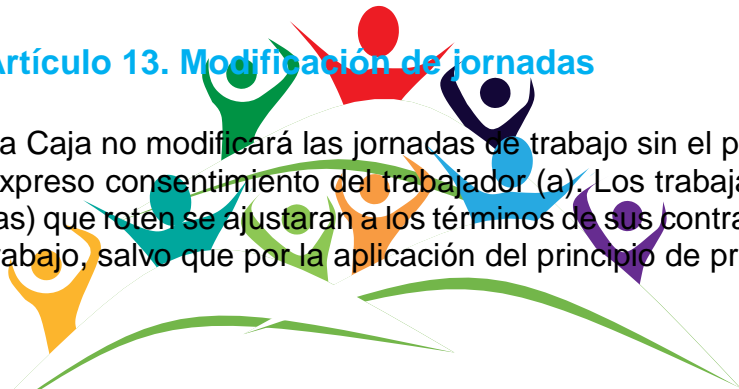 Artículo 13. Modificación de jornadas
a Caja no modificará las jornadas de trabajo sin el p
xpreso consentimiento del trabajador (a). Los trabaja
as) que roten se ajustaran a los términos de sus contra
abajo, salvo que por la aplicación del principio de pr